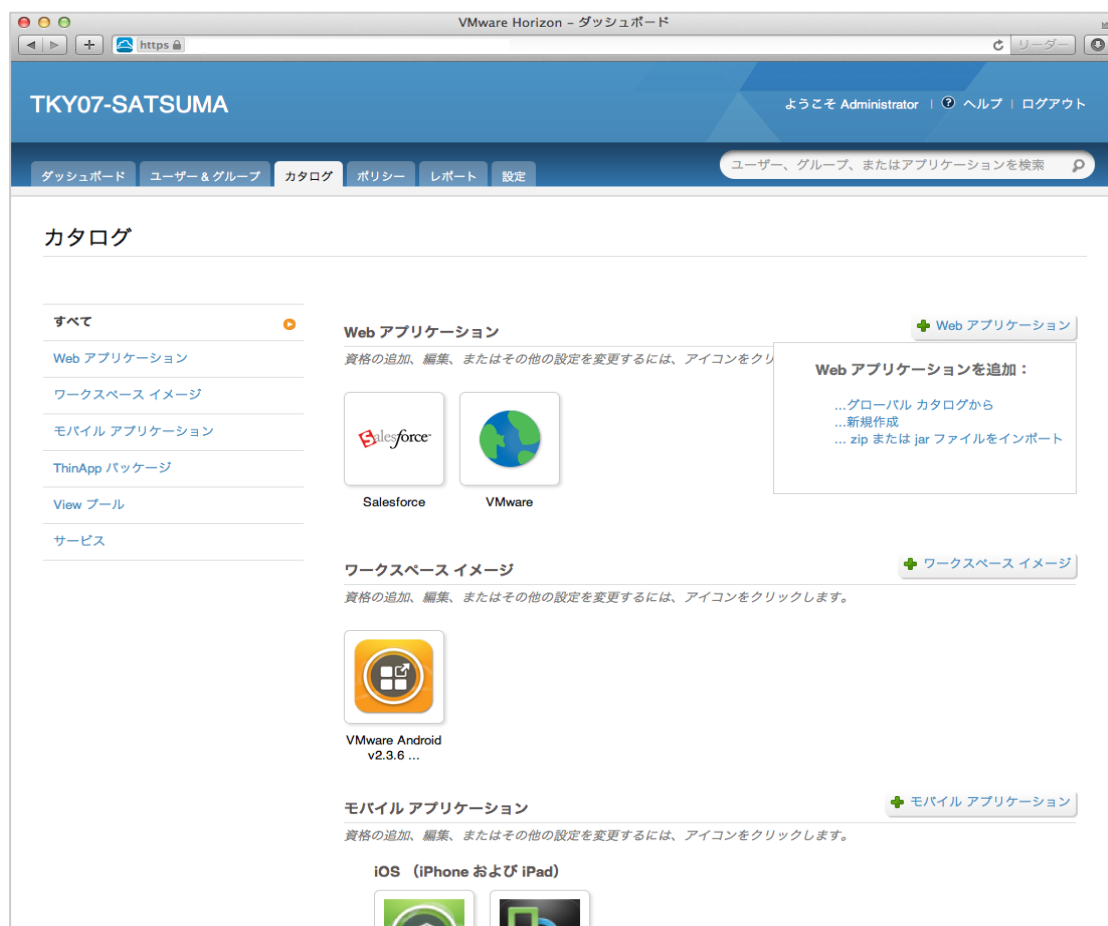 VMware Horizon – ダッシュボード
https
リーダー
TKY07-SATSUMA
ようこそ Administrator | ? ヘルプ | ログアウト
ダッシュボード ユーザー & グループ カタログ ポリシー レポート 設定
ユーザー、グループ、またはアプリケーションを検索
カタログ
すべて
Web アプリケーション
ワークスペース イメージ
モバイル アプリケーション
ThinApp パッケージ
View プール
サービス
Web アプリケーション
Web アプリケーション
資格の追加、編集、またはその他の設定を変更するには、アイコンをクリ
Web アプリケーションを追加：
...グローバル カタログから
...新規作成
... zip または jar ファイルをインポート
Salesforce
Salesforce
VMware
ワークスペース イメージ
ワークスペース イメージ
資格の追加、編集、またはその他の設定を変更するには、アイコンをクリックします。
VMware Android
v2.3.6 ...
モバイル アプリケーション
モバイル アプリケーション
資格の追加、編集、またはその他の設定を変更するには、アイコンをクリックします。
iOS （iPhone および iPad）